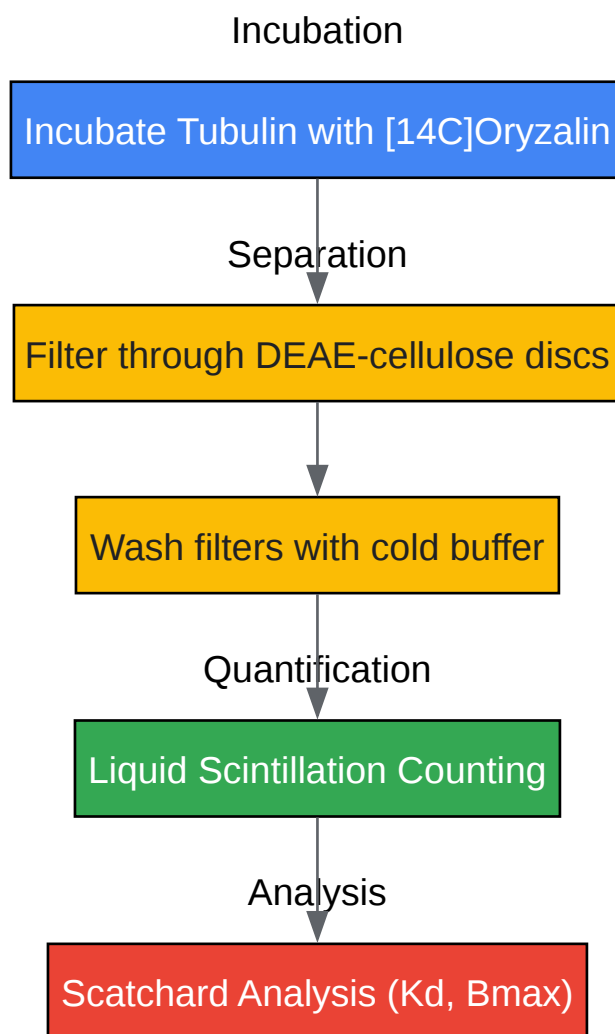 Incubation
Incubate Tubulin with [14C]Oryzalin
Separation
Filter through DEAE-cellulose discs
Wash filters with cold buffer
Quantification
Liquid Scintillation Counting
Analysis
Scatchard Analysis (Kd, Bmax)